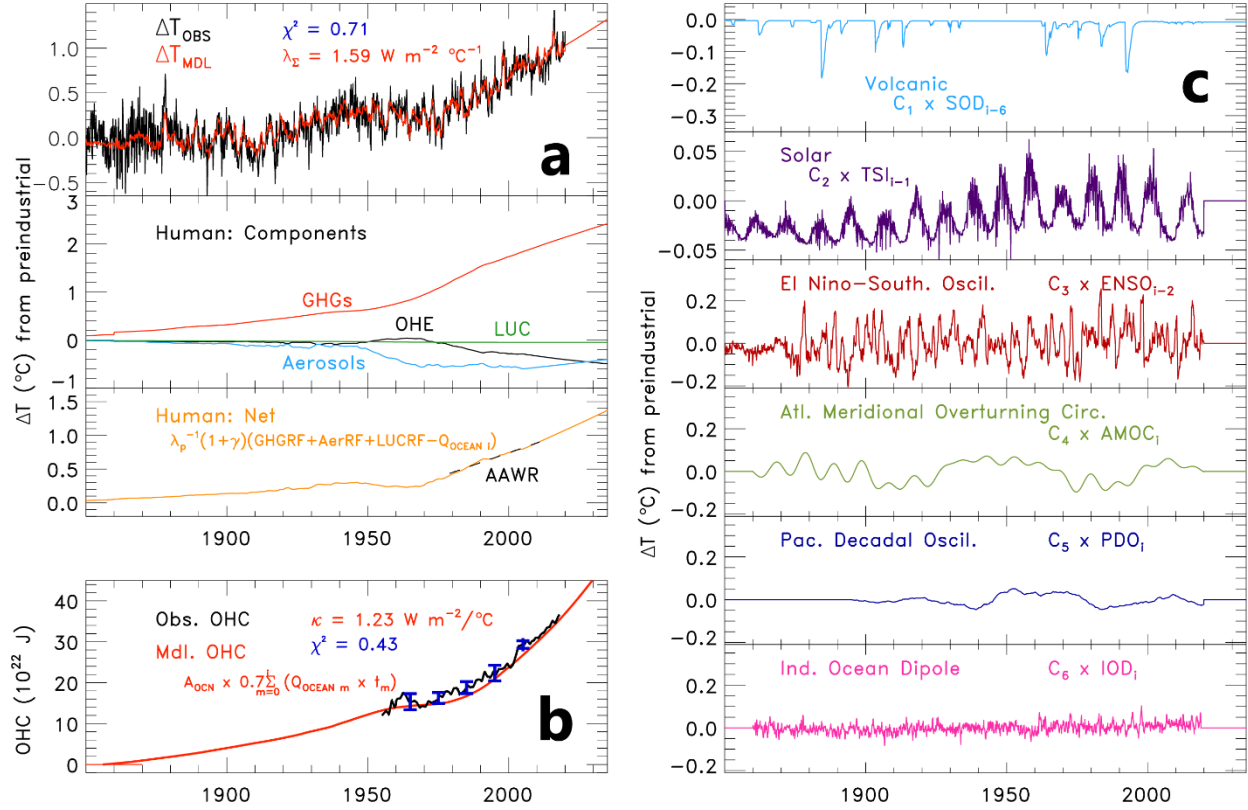 ΔT_OBS
χ² = 0.71
ΔT_MDL
λ_Σ = 1.59 W m⁻² °C⁻¹
a
1.0
0.5
0.0
−0.5
Human: Components
GHGs
OHE
LUC
Aerosols
3
2
1
0
−1
Human: Net
λ_p⁻¹(1+γ)(GHGRF+AerRF+LUCRF−Q_OCEAN i)
AAWR
1.5
1.0
0.5
0.0
ΔT (°C) from preindustrial
1900 1950 2000
Obs. OHC
κ = 1.23 W m⁻²/°C
Mdl. OHC
χ² = 0.43
A_OCN x 0.7Σ_{m=0}^{i}(Q_OCEAN m x t_m)
b
40
30
20
10
0
OHC (10²² J)
1900 1950 2000
c
0.0
−0.1
−0.2
−0.3
Volcanic
C₁ x SOD_i−6
0.05
0.00
−0.05
Solar
C₂ x TSI_i−1
0.2
0.0
−0.2
El Nino−South. Oscil. C₃ x ENSO_i−2
0.2
0.0
−0.2
Atl. Meridional Overturning Circ.
C₄ x AMOC_i
0.2
0.0
−0.2
Pac. Decadal Oscil. C₅ x PDO_i
0.2
0.0
−0.2
Ind. Ocean Dipole C₆ x IOD_i
ΔT (°C) from preindustrial
1900 1950 2000